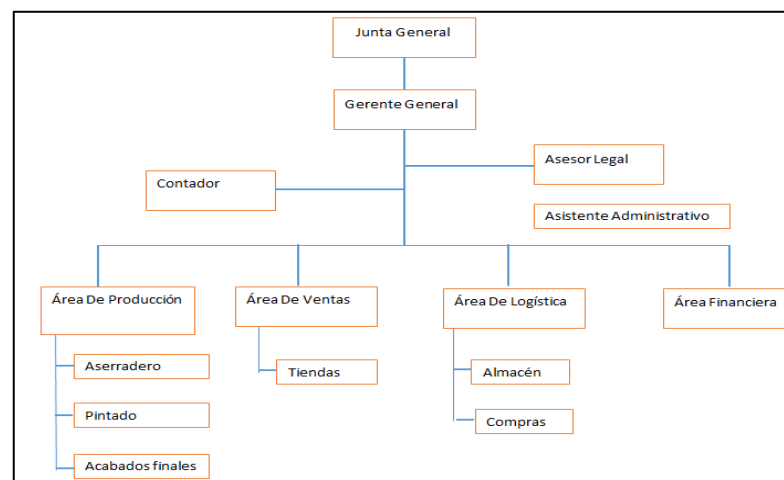 Junta General
Gerente General
Asesor Legal
Contador
Asistente Administrativo
Área De Producción
Área De Ventas
Área De Logística
Área Financiera
Aserradero
Tiendas
Almacén
Pintado
Compras
Acabados finales